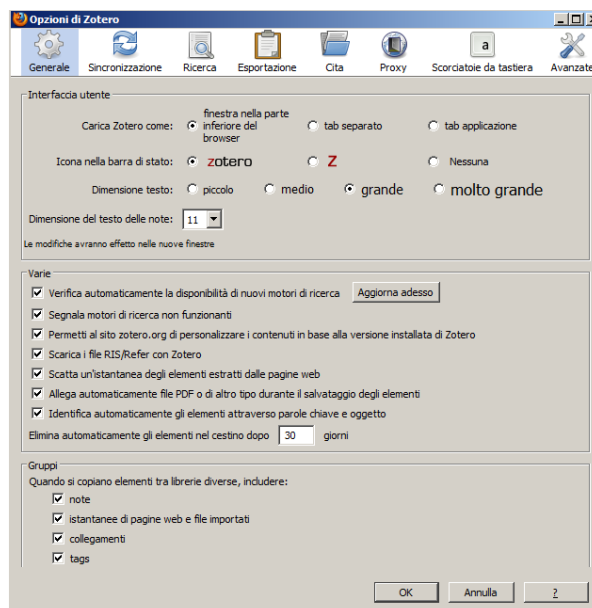 Opzioni di Zotero
Generale Sincronizzazione Ricerca Esportazione Cita Proxy a Scorciatoie da tastiera Avanzate
Interfaccia utente
Carica Zotero come: finestra nella parte inferiore del browser tab separato tab applicazione
Icona nella barra di stato: zotero Z Nessuna
Dimensione testo: piccolo medio grande molto grande
Dimensione del testo delle note: 11
Le modifiche avranno effetto nelle nuove finestre
Varie
Verifica automaticamente la disponibilità di nuovi motori di ricerca Aggiorna adesso
Segnala motori di ricerca non funzionanti
Permetti al sito zotero.org di personalizzare i contenuti in base alla versione installata di Zotero
Scarica i file RIS/Refer con Zotero
Scatta un'istantanea degli elementi estratti dalle pagine web
Allega automaticamente file PDF o di altro tipo durante il salvataggio degli elementi
Identifica automaticamente gli elementi attraverso parole chiave e oggetto
Elimina automaticamente gli elementi nel cestino dopo 30 giorni
Gruppi
Quando si copiano elementi tra librerie diverse, includere:
note
istantanee di pagine web e file importati
collegamenti
tags
OK Annulla ?